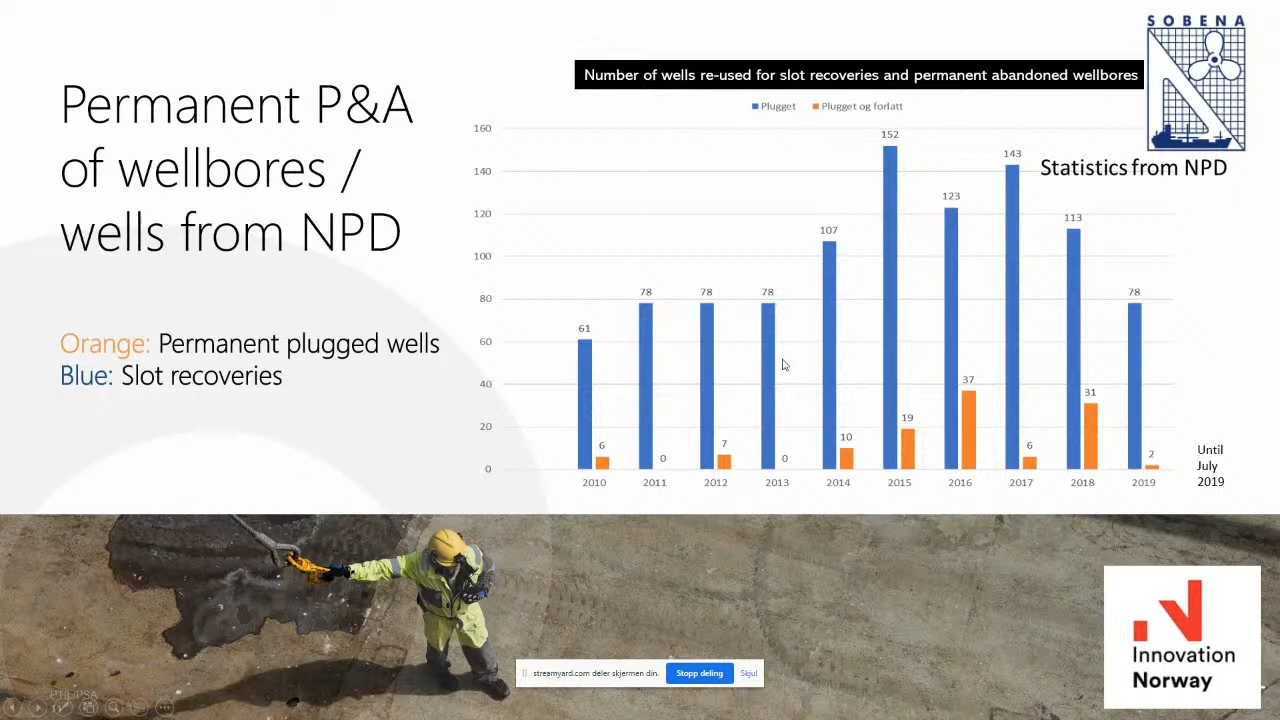 SOBENA
Number of wells re-used for slot recoveries and permanent abandoned wellbores
Permanent P&A
of wellbores /
wells from NPD
Plugget
Plugget og forlatt
Statistics from NPD
160
140
120
100
80
60
40
20
0
61
6
78
0
78
7
78
0
107
10
152
19
123
37
143
6
113
31
78
2
2010
2011
2012
2013
2014
2015
2016
2017
2018
2019
Until
July
2019
Orange: Permanent plugged wells
Blue: Slot recoveries
Innovation
Norway
streamyard.com deler skjermen din.
Stopp deling
Skjul
PTIL/PSA